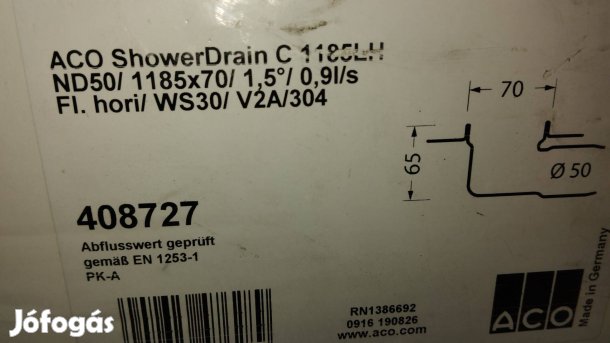 ACO ShowerDrain C 1185LH
ND50/ 1185x70/ 1,5°/ 0,9l/s
Fl. hori/ WS30/ V2A/304
70
65
Ø 50
408727
Abflusswert geprüft
gemäß EN 1253-1
PK-A
RN1386692
0916 190826
www.aco.com
ACO
Made in Germany
Jófogás